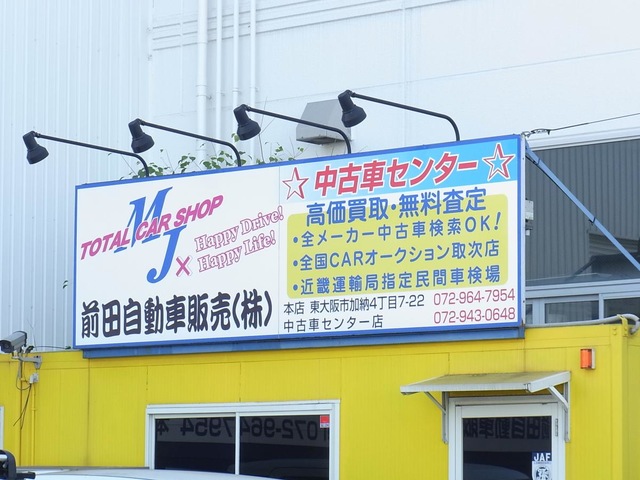 MJ
TOTAL CAR SHOP
×
Happy Drive!
Happy Life!
前田自動車販売(株)
☆中古車センター☆
高価買取・無料査定
・全メーカー中古車検索OK!
・全国CARオークション取次店
・近畿運輸局指定民間車検場
本店 東大阪市加納4丁目7-22 072-964-7954
中古車センター店 072-943-0648
JAF